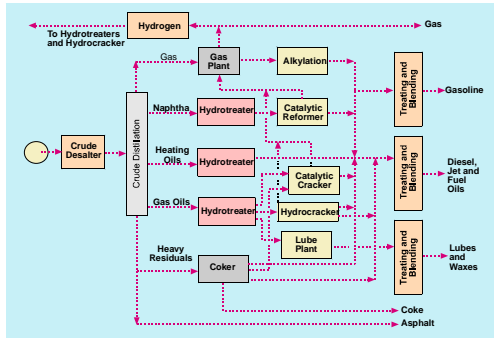 Hydrogen
Gas
To Hydrotreaters
and Hydrocracker
Gas
Gas
Plant
Alkylation
Treating and
Blending
Gasoline
Naphtha
Hydrotreater
Catalytic
Reformer
Crude
Desalter
Crude Distillation
Heating
Oils
Hydrotreater
Catalytic
Cracker
Treating and
Blending
Diesel,
Jet and
Fuel
Oils
Gas Oils
Hydrotreater
Hydrocracker
Lube
Plant
Treating and
Blending
Lubes
and
Waxes
Heavy
Residuals
Coker
Coke
Asphalt